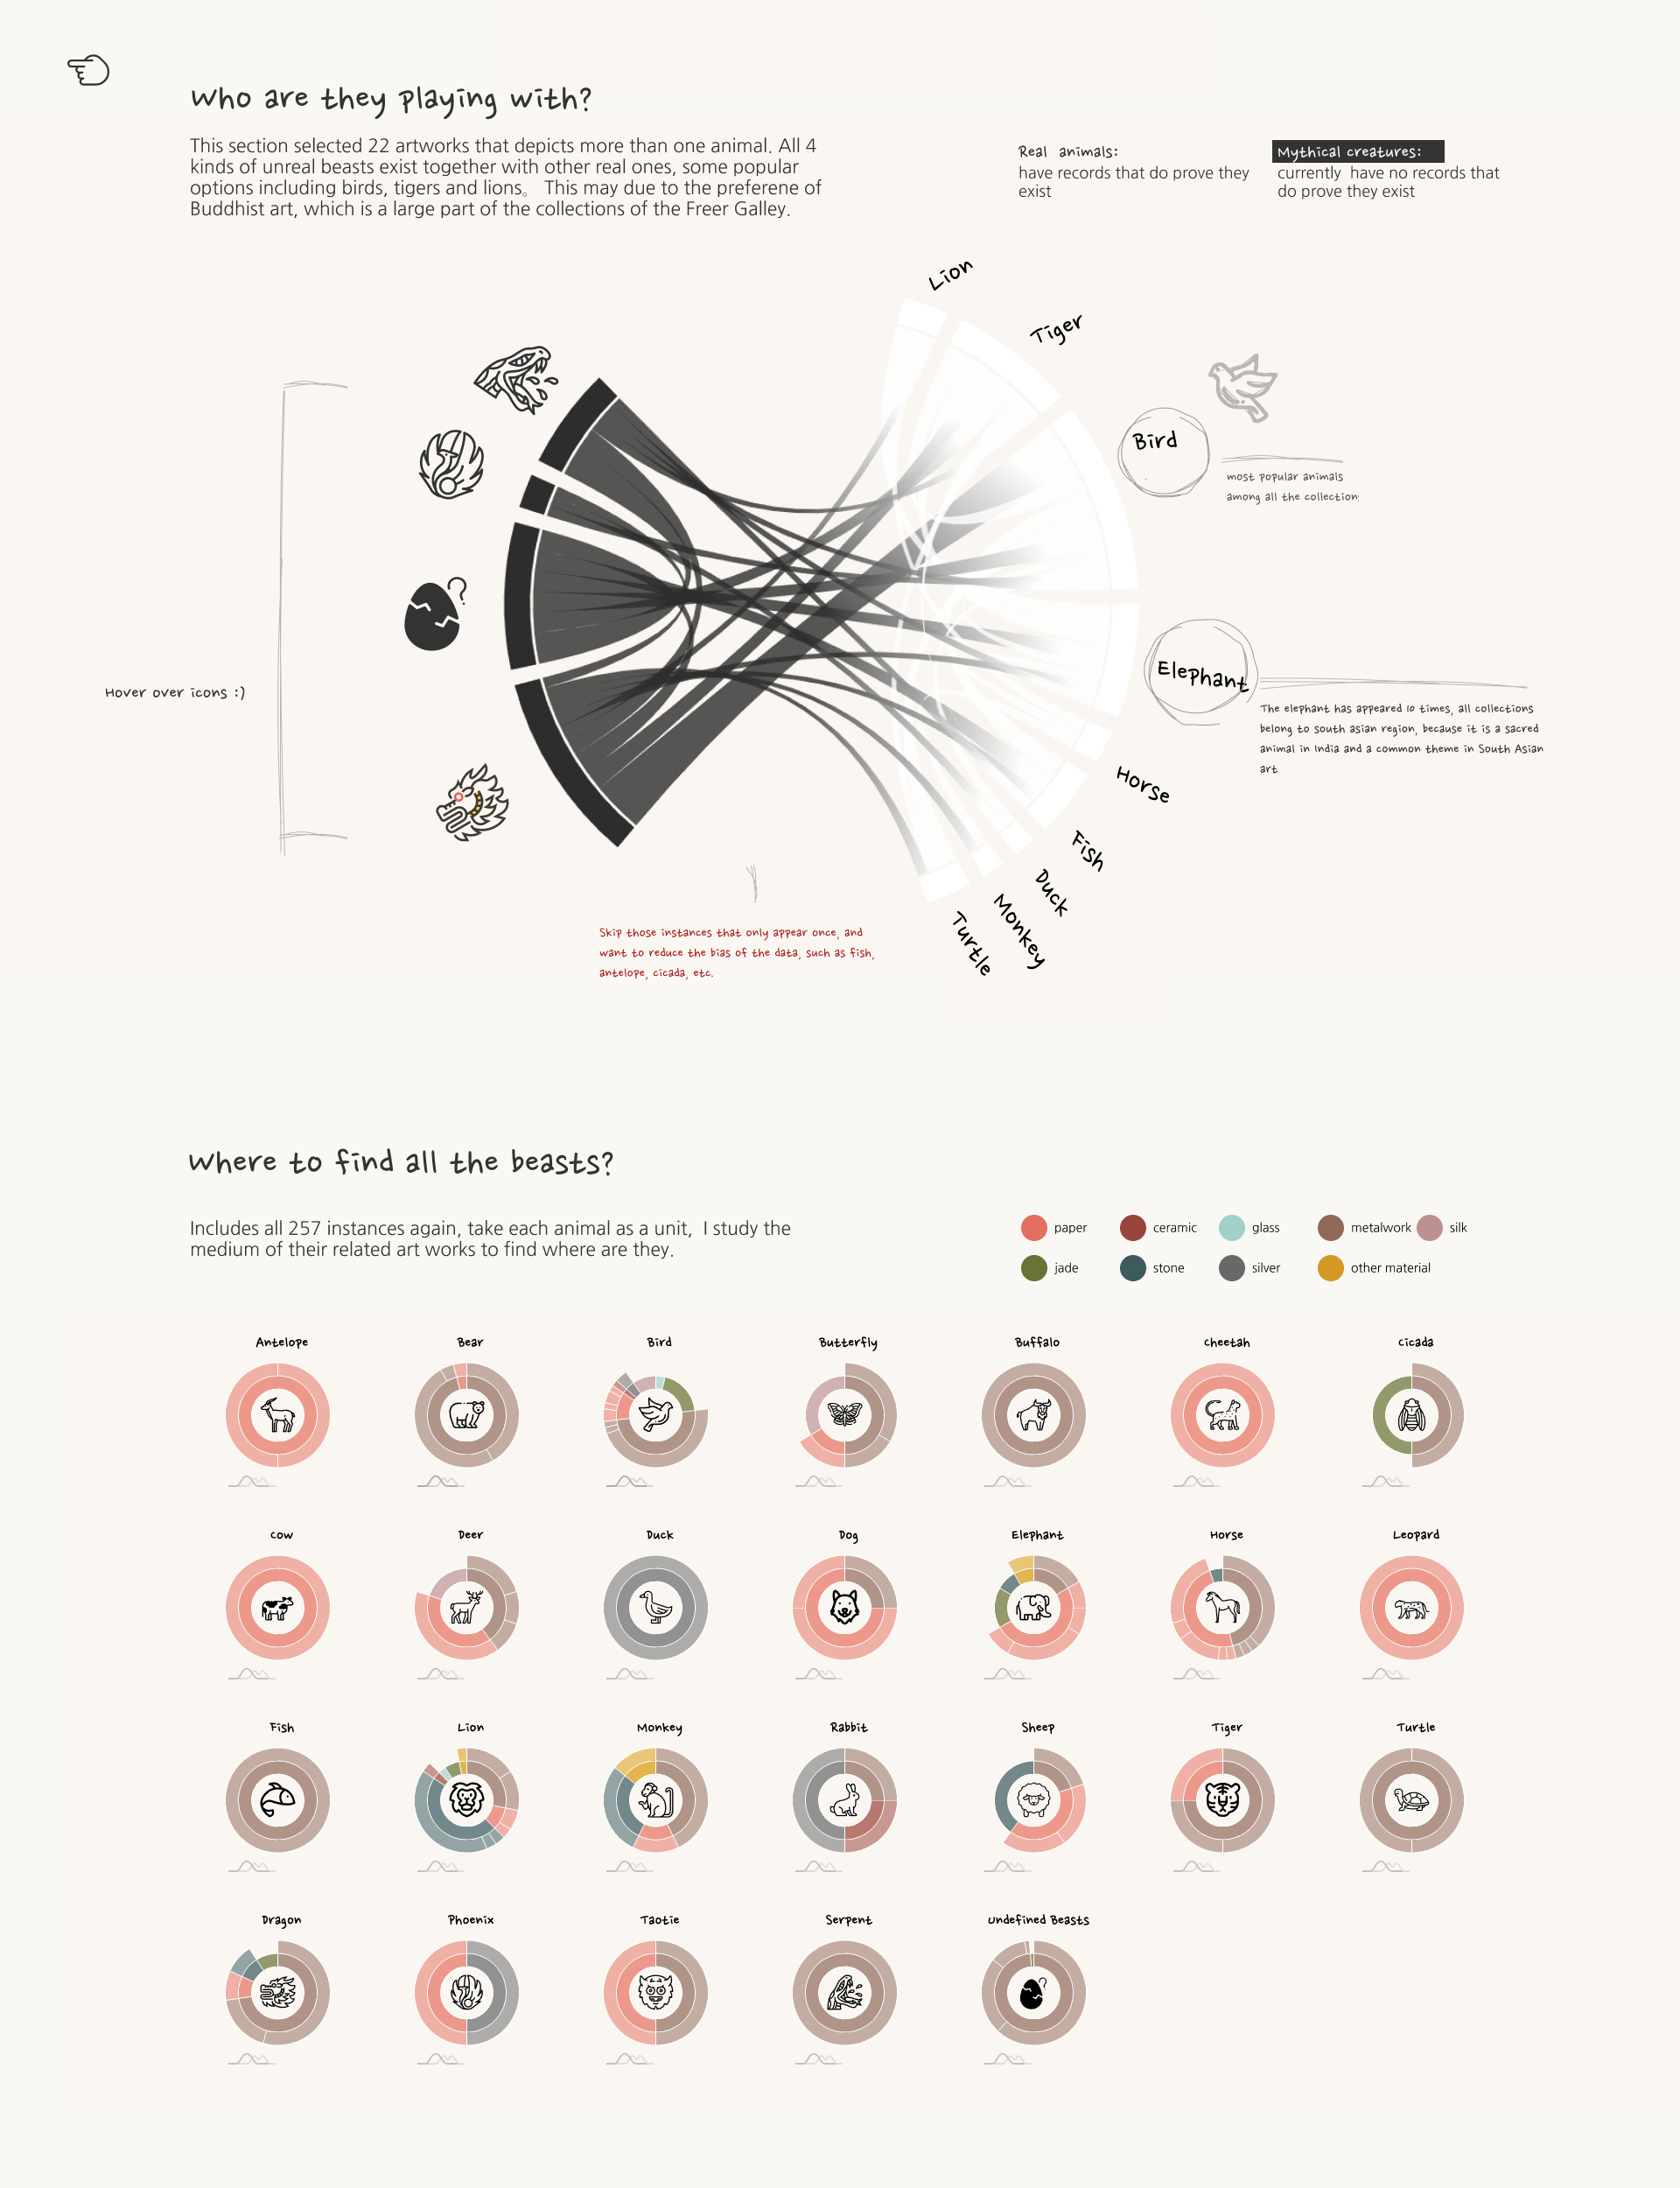 Who are they playing with?
This section selected 22 artworks that depicts more than one animal. All 4
kinds of unreal beasts exist together with other real ones, some popular
options including birds, tigers and lions。 This may due to the preferene of
Buddhist art, which is a large part of the collections of the Freer Galley.
Real animals:
have records that do prove they
exist
Mythical creatures:
currently have no records that
do prove they exist
Lion
Tiger
Bird
most popular animals
among all the collection
Elephant
The elephant has appeared 10 times, all collections
belong to south asian region, because it is a sacred
animal in India and a common theme in South Asian
art
Hover over icons :)
Horse
Fish
Duck
Monkey
Turtle
Skip those instances that only appear once, and
want to reduce the bias of the data, such as fish,
antelope, cicada, etc.
Where to find all the beasts?
Includes all 257 instances again, take each animal as a unit, I study the
medium of their related art works to find where are they.
paper ceramic glass metalwork silk
jade stone silver other material
Antelope Bear Bird Butterfly Buffalo Cheetah Cicada
Cow Deer Duck Dog Elephant Horse Leopard
Fish Lion Monkey Rabbit Sheep Tiger Turtle
Dragon Phoenix Taotie Serpent Undefined Beasts